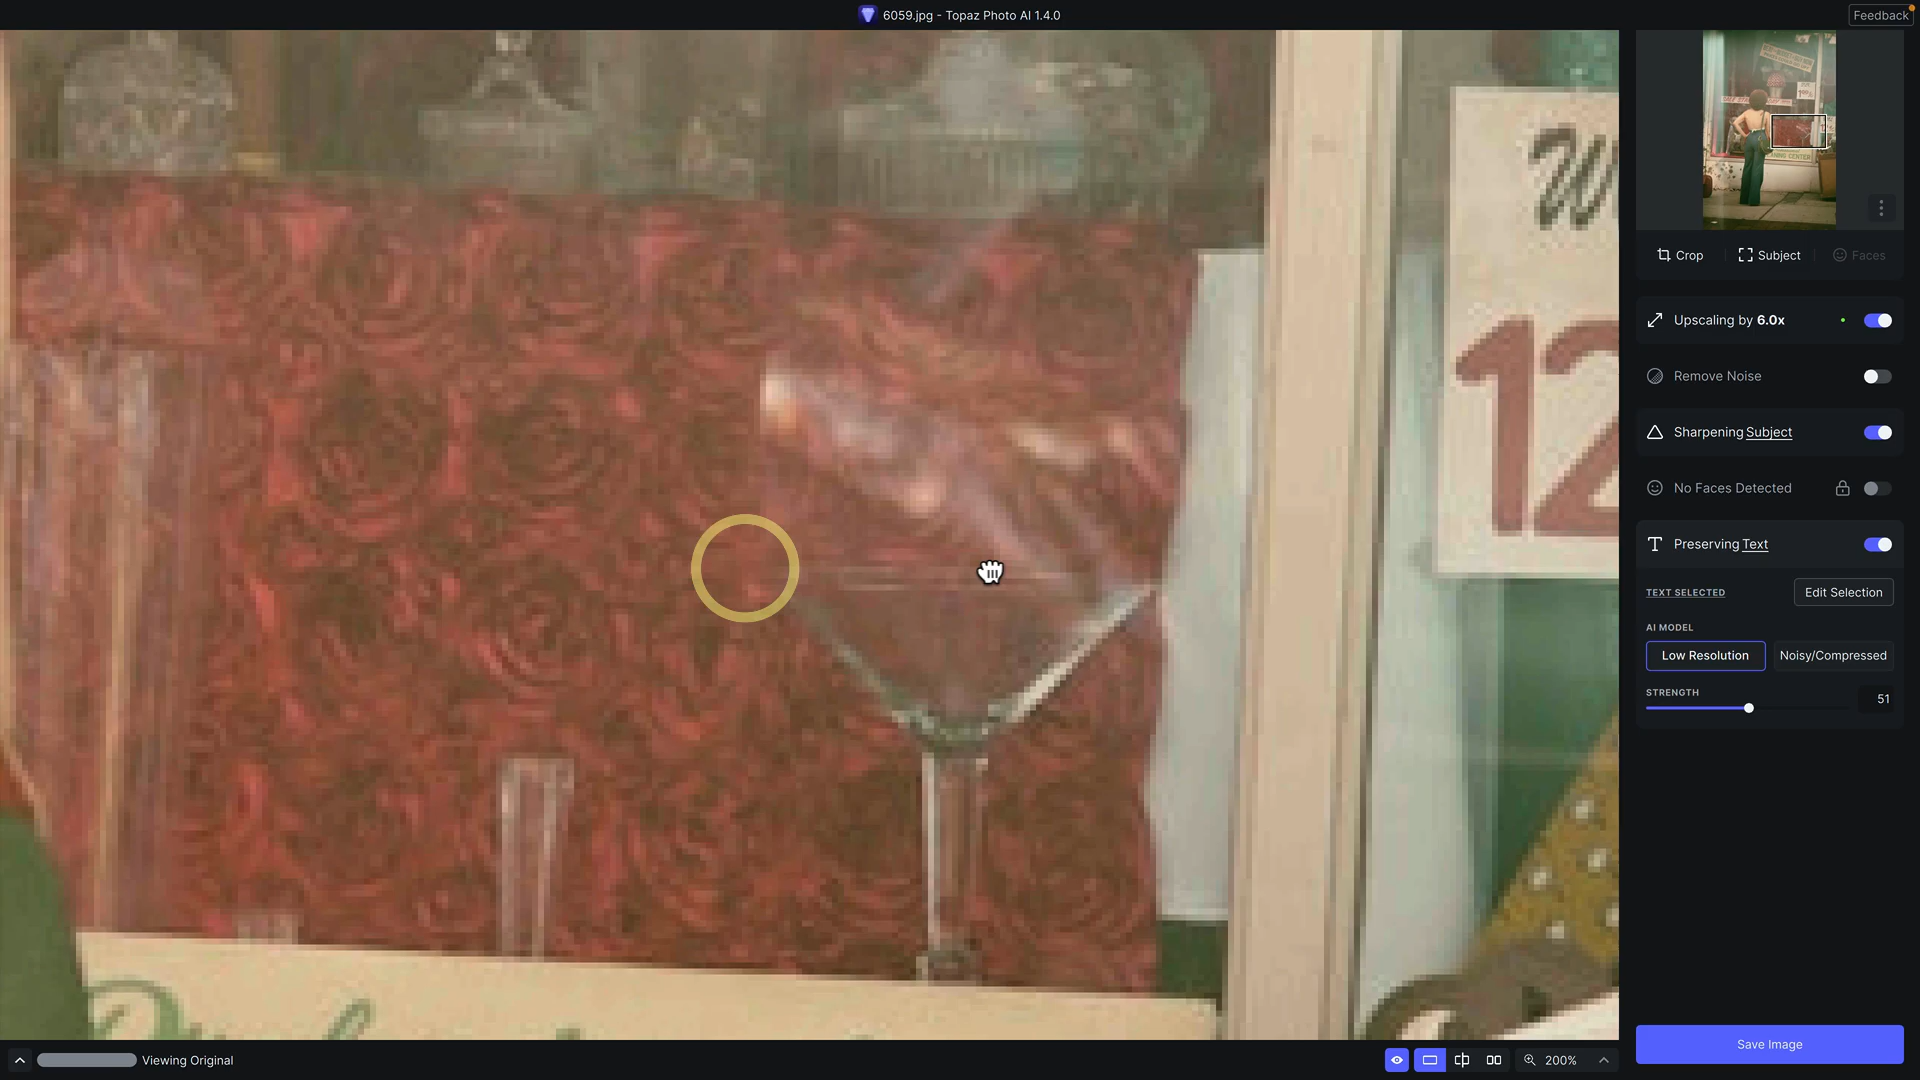 6059.jpg - Topaz Photo AI 1.4.0
Feedback
W
12
Crop
Subject
Faces
Upscaling by 6.0x
Remove Noise
Sharpening Subject
No Faces Detected
Preserving Text
TEXT SELECTED
Edit Selection
AI MODEL
Low Resolution
Noisy/Compressed
STRENGTH
51
Save Image
Viewing Original
200%